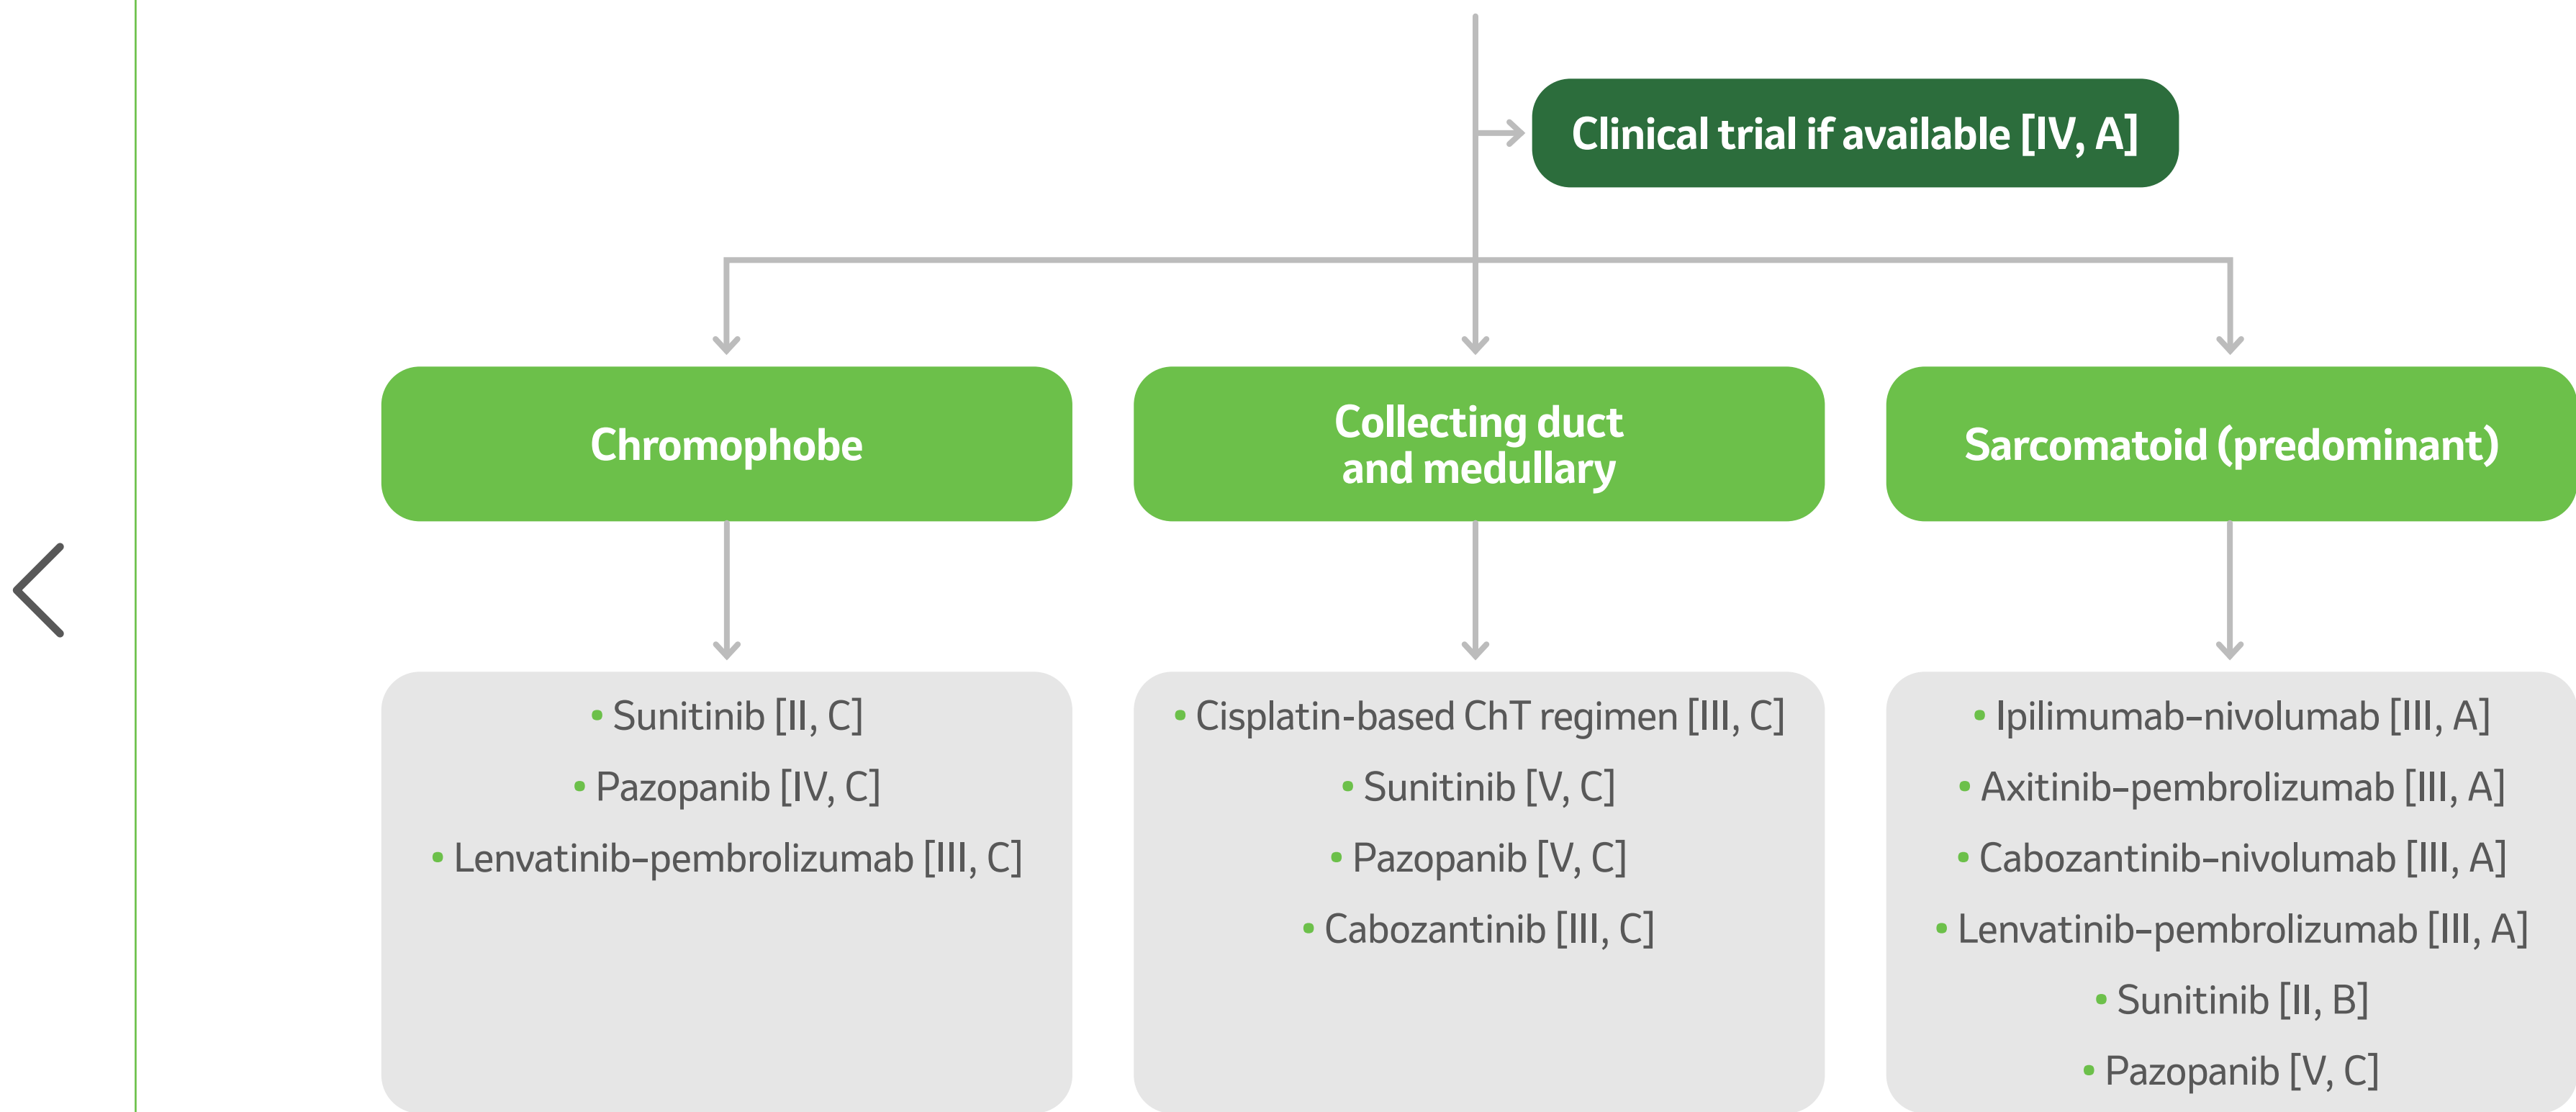 Clinical trial if available [IV, A]
Chromophobe
Collecting duct
and medullary
Sarcomatoid (predominant)
• Sunitinib [II, C]
• Pazopanib [IV, C]
• Lenvatinib–pembrolizumab [III, C]
• Cisplatin-based ChT regimen [III, C]
• Sunitinib [V, C]
• Pazopanib [V, C]
• Cabozantinib [III, C]
• Ipilimumab–nivolumab [III, A]
• Axitinib–pembrolizumab [III, A]
• Cabozantinib–nivolumab [III, A]
• Lenvatinib–pembrolizumab [III, A]
• Sunitinib [II, B]
• Pazopanib [V, C]